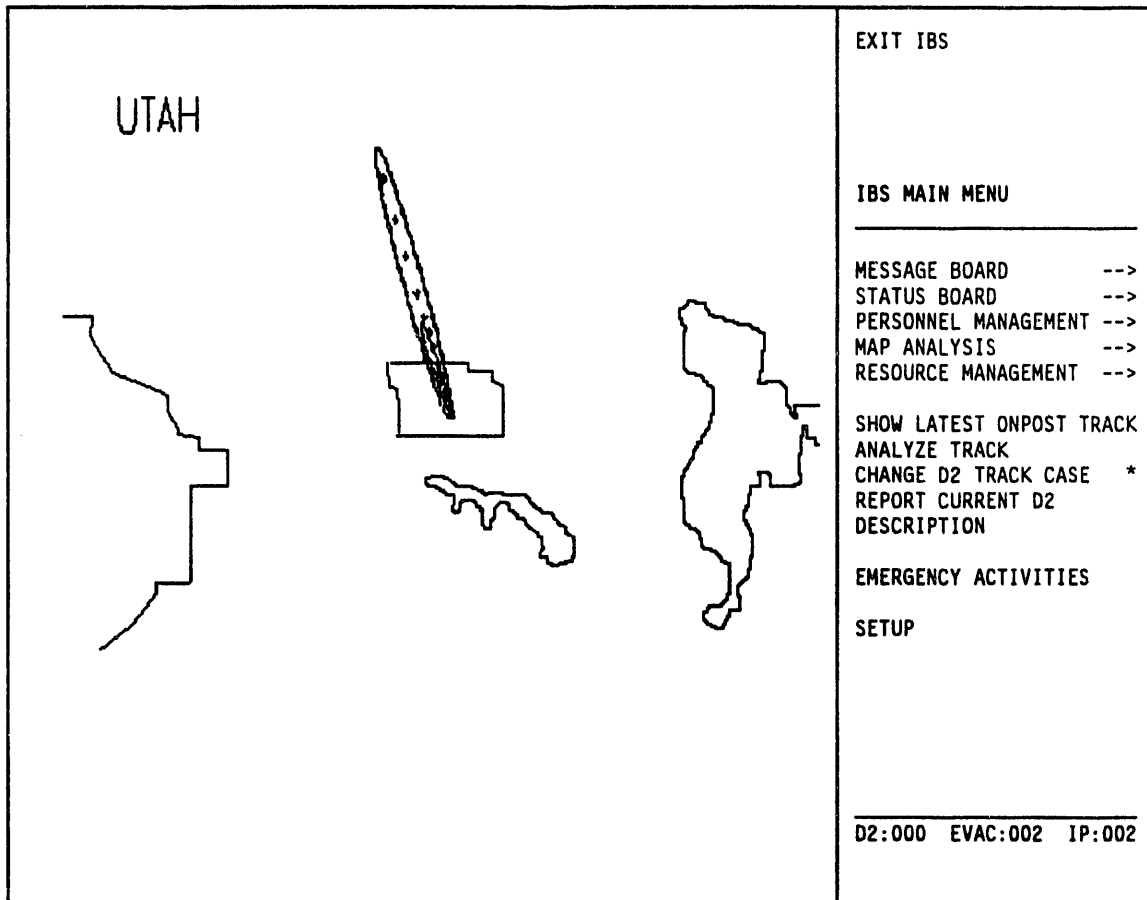 UTAH
EXIT IBS
IBS MAIN MENU
MESSAGE BOARD -->
STATUS BOARD -->
PERSONNEL MANAGEMENT -->
MAP ANALYSIS -->
RESOURCE MANAGEMENT -->
SHOW LATEST ONPOST TRACK
ANALYZE TRACK
CHANGE D2 TRACK CASE *
REPORT CURRENT D2
DESCRIPTION
EMERGENCY ACTIVITIES
SETUP
D2:000 EVAC:002 IP:002